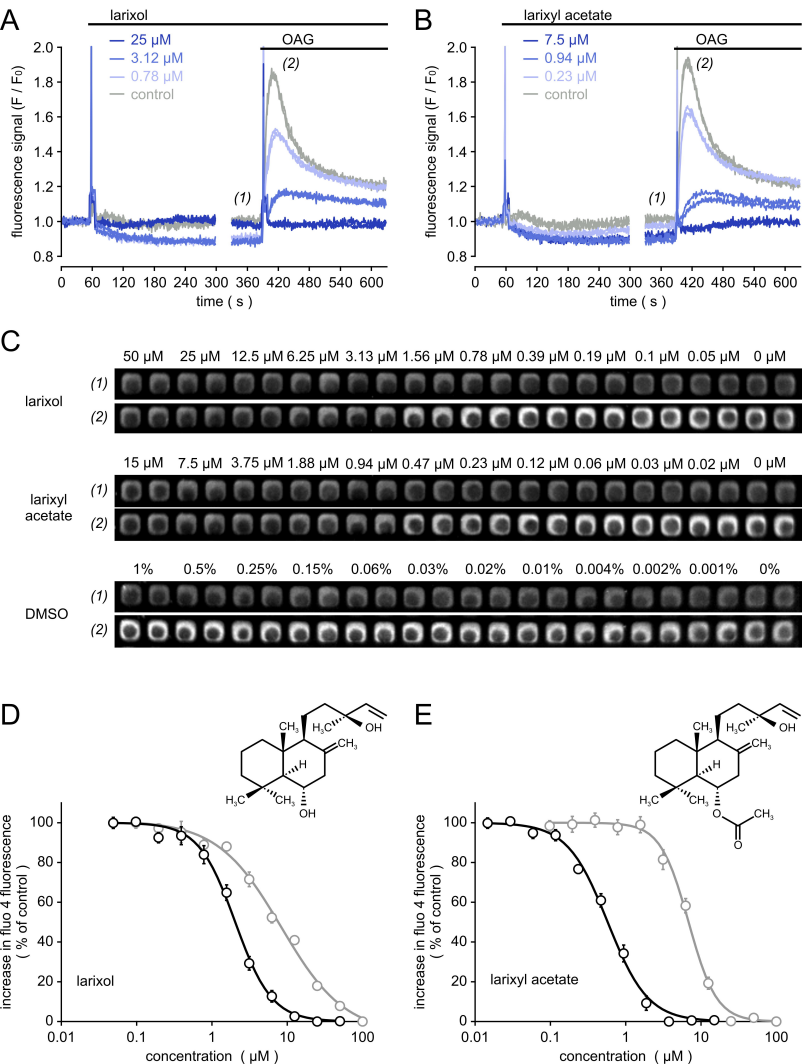 A
larixol
OAG
25 µM
3.12 µM
0.78 µM
control
(1)
(2)
fluorescence signal (F / F0)
2.0
1.8
1.6
1.4
1.2
1.0
0.8
0 60 120 180 240 300 360 420 480 540 600
time ( s )
B
larixyl acetate
OAG
7.5 µM
0.94 µM
0.23 µM
control
(1)
(2)
fluorescence signal (F / F0)
2.0
1.8
1.6
1.4
1.2
1.0
0.8
0 60 120 180 240 300 360 420 480 540 600
time ( s )
C
50 µM 25 µM 12.5 µM 6.25 µM 3.13 µM 1.56 µM 0.78 µM 0.39 µM 0.19 µM 0.1 µM 0.05 µM 0 µM
larixol
(1)
(2)
15 µM 7.5 µM 3.75 µM 1.88 µM 0.94 µM 0.47 µM 0.23 µM 0.12 µM 0.06 µM 0.03 µM 0.02 µM 0 µM
larixyl
acetate
(1)
(2)
1% 0.5% 0.25% 0.15% 0.06% 0.03% 0.02% 0.01% 0.004% 0.002% 0.001% 0%
DMSO
(1)
(2)
D
CH3
H3C
OH
CH2
H
H3C
CH3
OH
increase in fluo 4 fluorescence
( % of control )
100
80
60
40
20
0
larixol
0.01 0.1 1 10 100
concentration ( µM )
E
CH3
H3C
OH
CH2
H
H3C
CH3
O
CH3
O
increase in fluo 4 fluorescence
( % of control )
100
80
60
40
20
0
larixyl acetate
0.01 0.1 1 10 100
concentration ( µM )